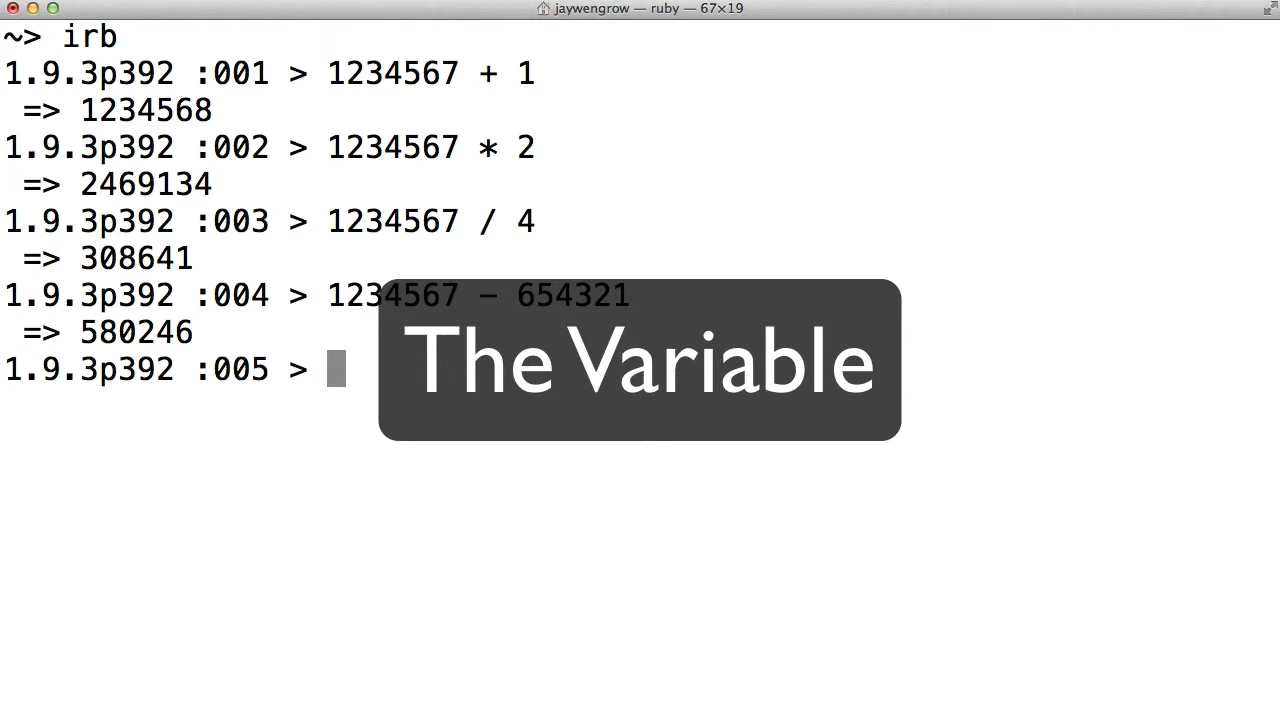 jaywengrow — ruby — 67×19
~> irb
1.9.3p392 :001 > 1234567 + 1
=> 1234568
1.9.3p392 :002 > 1234567 * 2
=> 2469134
1.9.3p392 :003 > 1234567 / 4
=> 308641
1.9.3p392 :004 > 1234567 - 654321
=> 580246
1.9.3p392 :005 >
The Variable